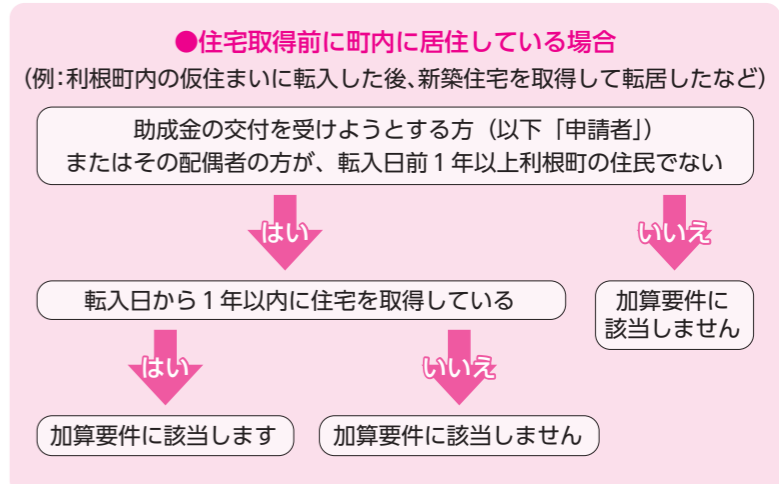 ●住宅取得前に町内に居住している場合
(例:利根町内の仮住まいに転入した後、新築住宅を取得して転居したなど)
助成金の交付を受けようとする方（以下「申請者」）
またはその配偶者の方が、転入日前１年以上利根町の住民でない
はい
いいえ
転入日から１年以内に住宅を取得している
加算要件に
該当しません
はい
いいえ
加算要件に該当します
加算要件に該当しません